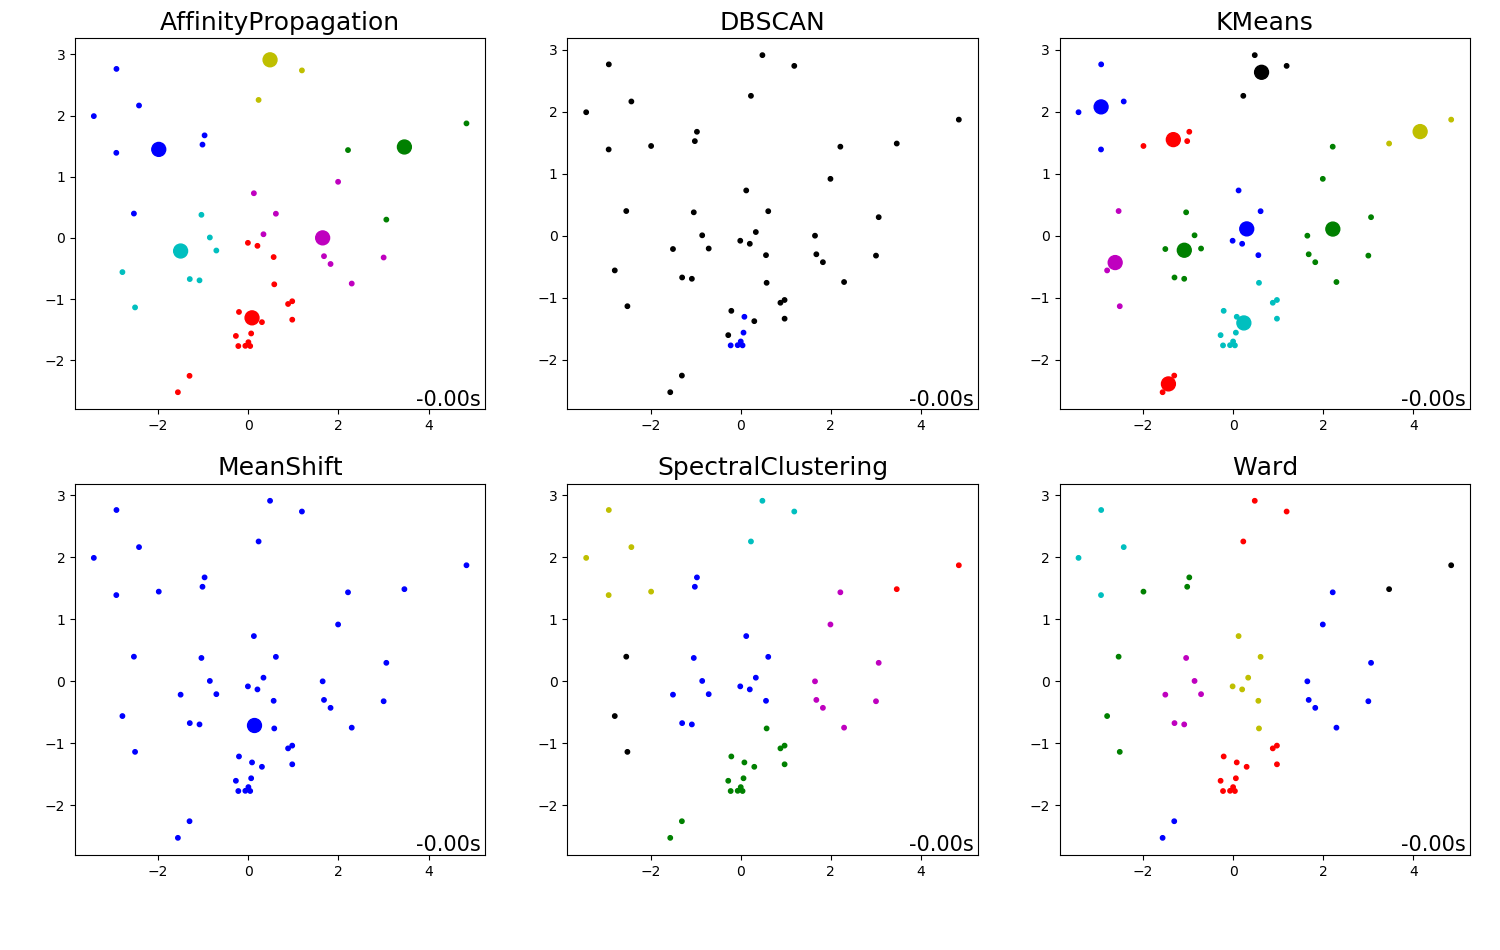 AffinityPropagation DBSCAN KMeans
3 3 3
2 2 2
1 1 1
0 0 0
−1 −1 −1
−2 −2 −2
-0.00s -0.00s -0.00s
−2 0 2 4 −2 0 2 4 −2 0 2 4
MeanShift SpectralClustering Ward
3 3 3
2 2 2
1 1 1
0 0 0
−1 −1 −1
−2 −2 −2
-0.00s -0.00s -0.00s
−2 0 2 4 −2 0 2 4 −2 0 2 4